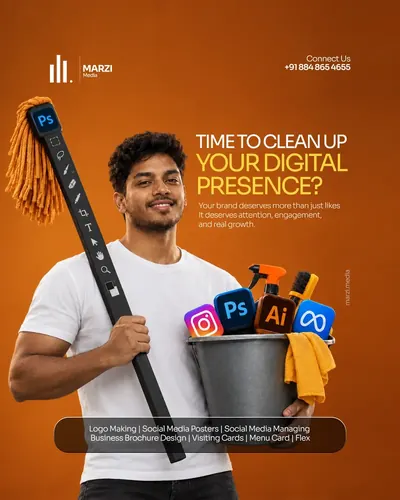 MARZI
Media
Connect Us
+91 884 865 4655
Ps
TIME TO CLEAN UP
YOUR DIGITAL
PRESENCE?
Your brand deserves more than just likes
It deserves attention, engagement,
and real growth.
marzi.media
Ps
Ai
T
Logo Making | Social Media Posters | Social Media Managing
Business Brochure Design | Visiting Cards | Menu Card | Flex